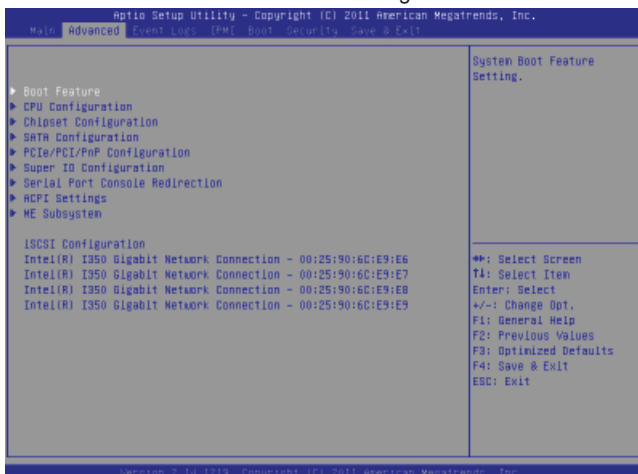 Aptio Setup Utility - Copyright (C) 2011 American Megatrends, Inc.
Main Advanced Event Logs IPMI Boot Security Save & Exit
System Boot Feature
Setting.
Boot Feature
CPU Configuration
Chipset Configuration
SATA Configuration
PCIe/PCI/PnP Configuration
Super IO Configuration
Serial Port Console Redirection
ACPI Settings
ME Subsystem
iSCSI Configuration
Intel(R) I350 Gigabit Network Connection - 00:25:90:6C:E9:E6
Intel(R) I350 Gigabit Network Connection - 00:25:90:6C:E9:E7
Intel(R) I350 Gigabit Network Connection - 00:25:90:6C:E9:E8
Intel(R) I350 Gigabit Network Connection - 00:25:90:6C:E9:E9
→←: Select Screen
↑↓: Select Item
Enter: Select
+/-: Change Opt.
F1: General Help
F2: Previous Values
F3: Optimized Defaults
F4: Save & Exit
ESC: Exit
Version 2.14.1219. Copyright (C) 2011 American Megatrends, Inc.